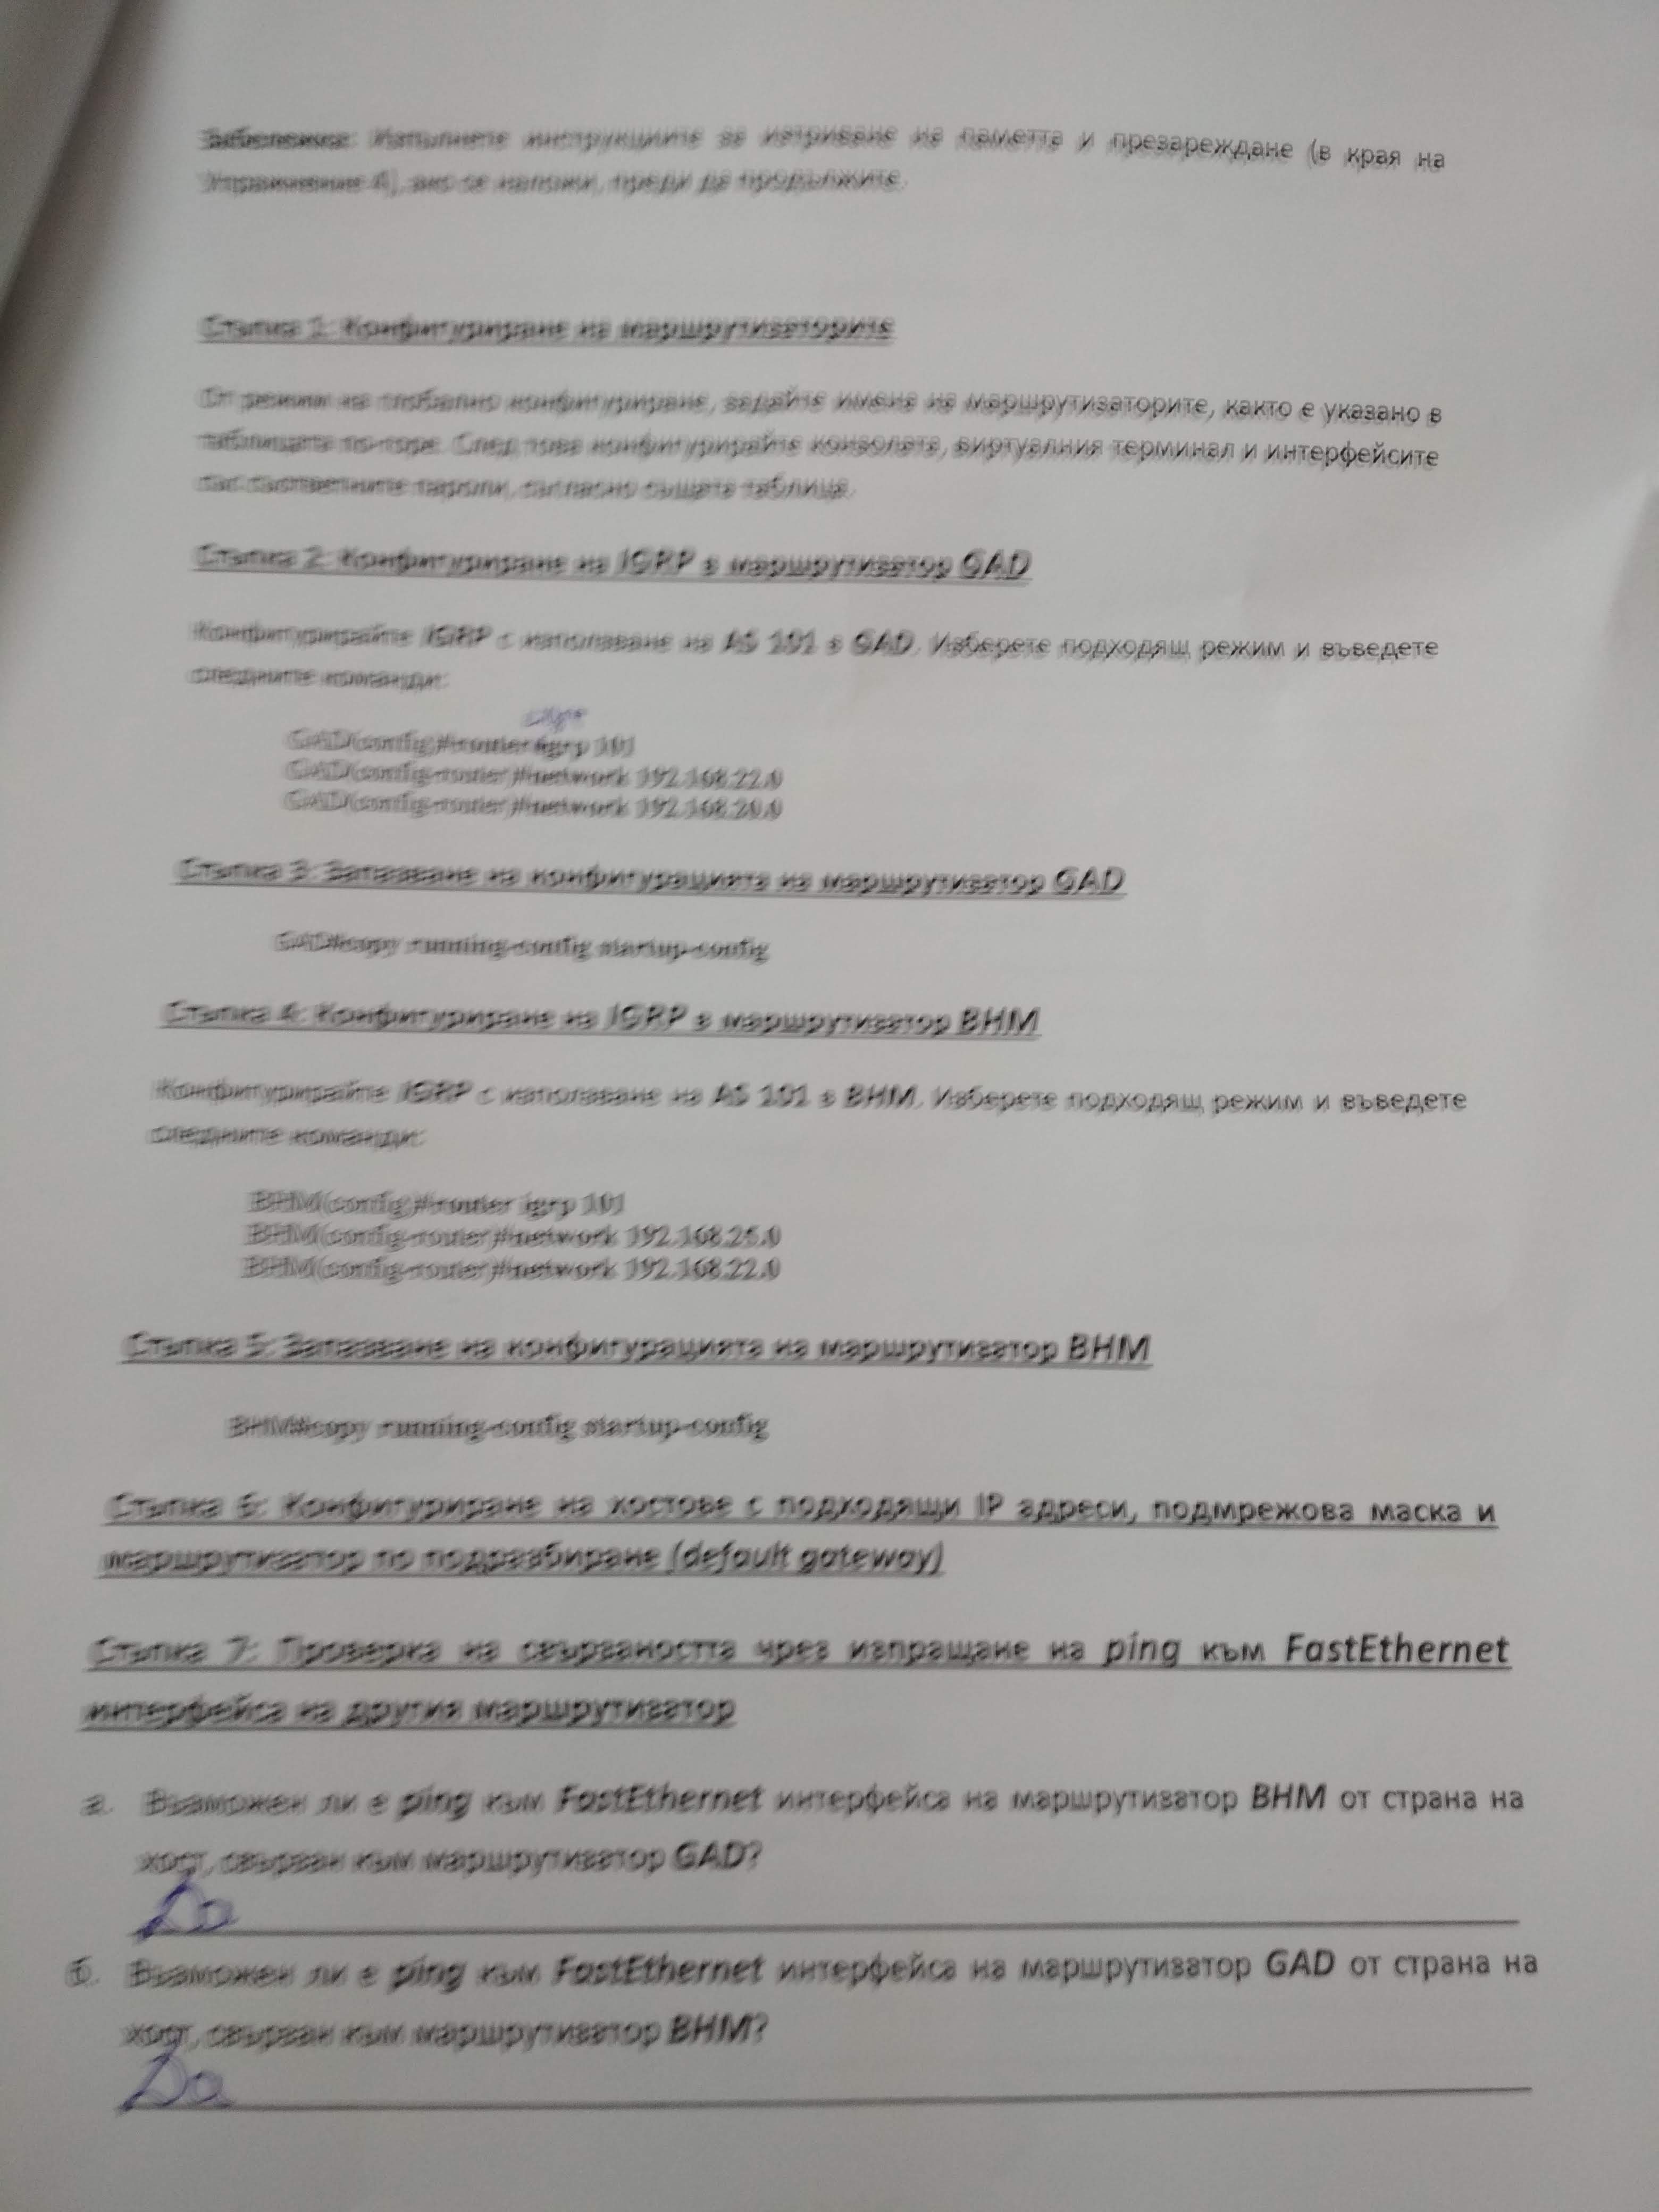 Забележка: Изпълнете инструкциите за изтриване на паметта и презареждане (в края на
Упражнение 4), ако се наложи, преди да продължите.
Стъпка 1: Конфигуриране на маршрутизаторите
От режим на глобално конфигуриране, задайте имена на маршрутизаторите, както е указано в
таблицата по-горе. След това конфигурирайте конзолата, виртуалния терминал и интерфейсите
със съответните пароли, съгласно същата таблица.
Стъпка 2: Конфигуриране на IGRP в маршрутизатор GAD
Конфигурирайте IGRP с използване на AS 101 в GAD. Изберете подходящ режим и въведете
следните команди:
GAD(config)#router igrp 101
GAD(config-router)#network 192.168.22.0
GAD(config-router)#network 192.168.20.0
Стъпка 3: Запазване на конфигурацията на маршрутизатор GAD
GAD#copy running-config startup-config
Стъпка 4: Конфигуриране на IGRP в маршрутизатор BHM
Конфигурирайте IGRP с използване на AS 101 в BHM. Изберете подходящ режим и въведете
следните команди:
BHM(config)#router igrp 101
BHM(config-router)#network 192.168.25.0
BHM(config-router)#network 192.168.22.0
Стъпка 5: Запазване на конфигурацията на маршрутизатор BHM
BHM#copy running-config startup-config
Стъпка 6: Конфигуриране на хостове с подходящи IP адреси, подмрежова маска и
маршрутизатор по подразбиране (default gateway)
Стъпка 7: Проверка на свързаността чрез изпращане на ping към FastEthernet
интерфейса на другия маршрутизатор
а. Възможен ли е ping към FastEthernet интерфейса на маршрутизатор BHM от страна на
хост, свързан към маршрутизатор GAD?
Да
б. Възможен ли е ping към FastEthernet интерфейса на маршрутизатор GAD от страна на
хост, свързан към маршрутизатор BHM?
Да